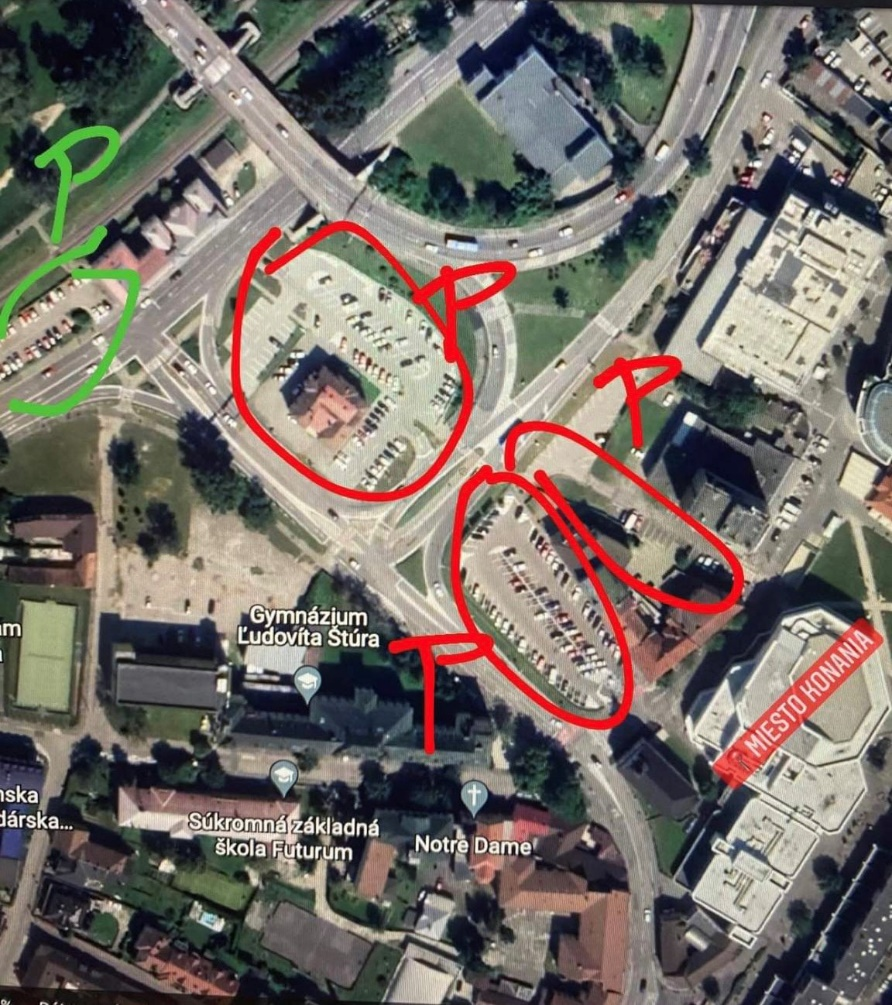 P
P
P
Gymnázium
Ľudovíta Štúra
P
MIESTO KONANIA
Súkromná základná
škola Futurum
Notre Dame